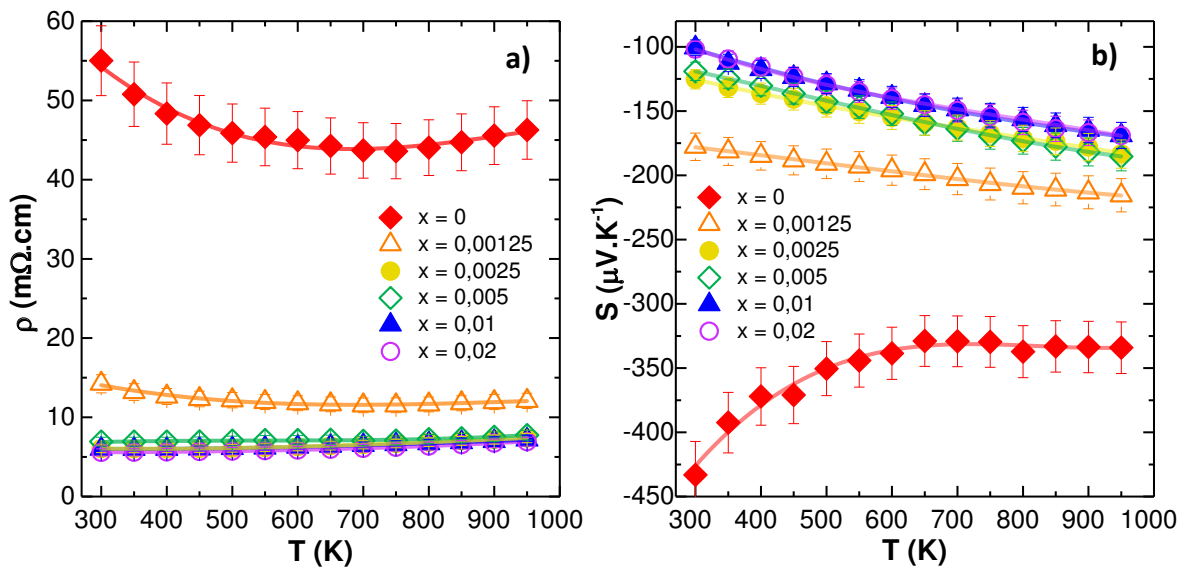 a)
60
50
40
30
20
10
0
ρ (mΩ.cm)
x = 0
x = 0,00125
x = 0,0025
x = 0,005
x = 0,01
x = 0,02
300 400 500 600 700 800 900 1000
T (K)
b)
-100
-150
-200
-250
-300
-350
-400
-450
S (μV.K⁻¹)
x = 0
x = 0,00125
x = 0,0025
x = 0,005
x = 0,01
x = 0,02
300 400 500 600 700 800 900 1000
T (K)